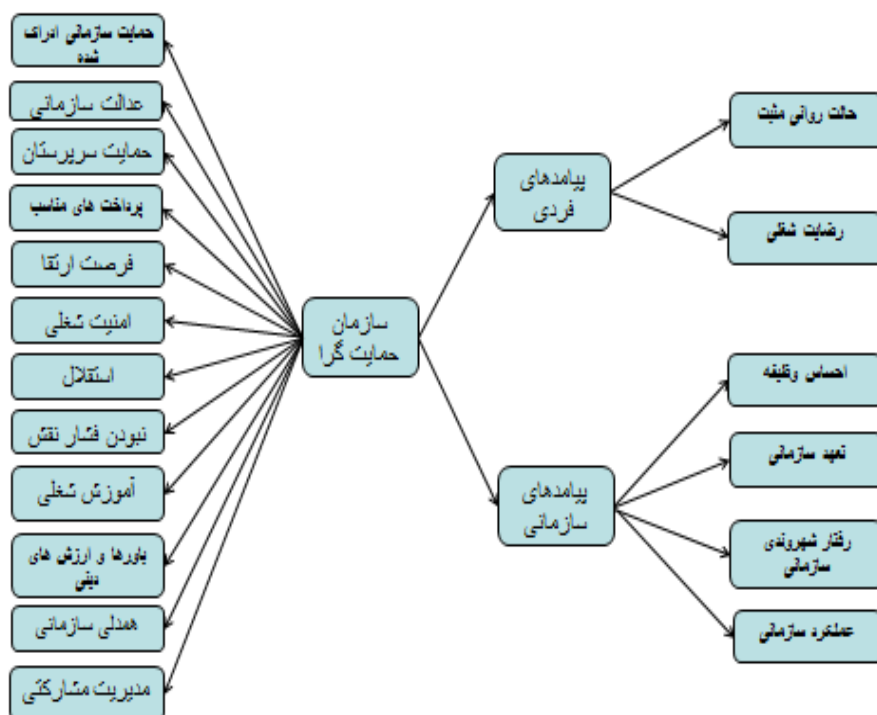 حمایت سازمانی ادراک
شده
عدالت سازمانی
حمایت سرپرستان
پرداخت های مناسب
فرصت ارتقا
امنیت شغلی
استقلال
نبودن فشار نقش
آموزش شغلی
باورها و ارزش های
دینی
همدلی سازمانی
مدیریت مشارکتی
سازمان
حمایت گرا
پیامدهای
فردی
پیامدهای
سازمانی
حالت روانی مثبت
رضایت شغلی
احساس وظیفه
تعهد سازمانی
رفتار شهروندی
سازمانی
عملکرد سازمانی